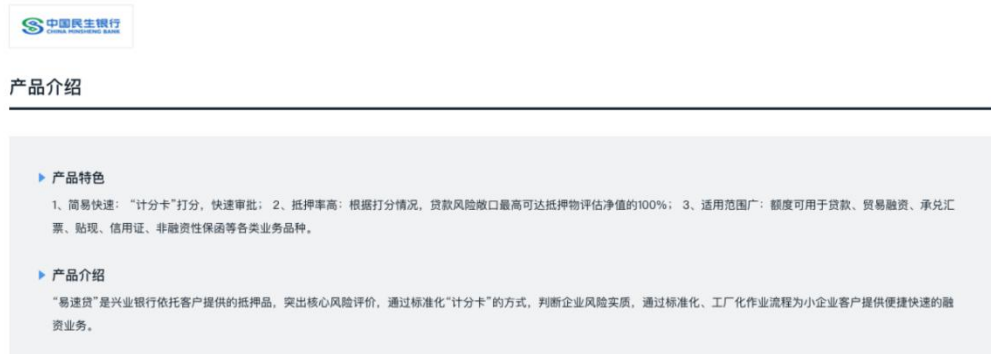 中国民生银行
CHINA MINSHENG BANK
产品介绍
产品特色
1、简易快速：“计分卡”打分，快速审批；2、抵押率高：根据打分情况，贷款风险敞口最高可达抵押物评估净值的100%；3、适用范围广：额度可用于贷款、贸易融资、承兑汇
票、贴现、信用证、非融资性保函等各类业务品种。
产品介绍
“易速贷”是兴业银行依托客户提供的抵押品，突出核心风险评价，通过标准化“计分卡”的方式，判断企业风险实质，通过标准化、工厂化作业流程为小企业客户提供便捷快速的融
资业务。